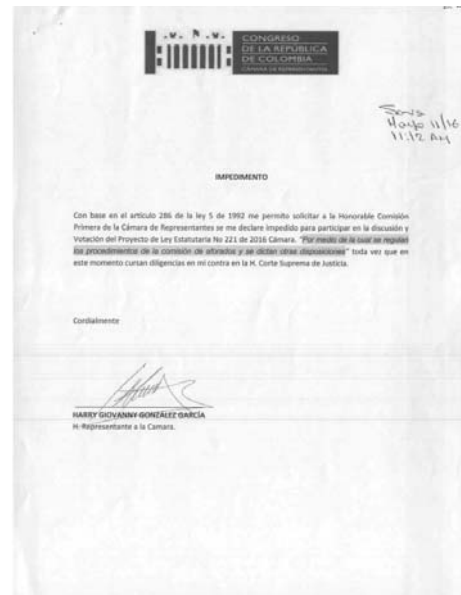 CONGRESO
DE LA REPÚBLICA
DE COLOMBIA
CÁMARA DE REPRESENTANTES
Mayo 11/16
11:12 AM
IMPEDIMENTO
Con base en el artículo 286 de la ley 5 de 1992 me permito solicitar a la Honorable Comisión
Primera de la Cámara de Representantes se me declare impedido para participar en la discusión y
Votación del Proyecto de Ley Estatutaria No 221 de 2016 Cámara. "Por medio de la cual se regulan
los procedimientos de la comisión de aforados y se dictan otras disposiciones" toda vez que en
este momento cursan diligencias en mi contra en la H. Corte Suprema de Justicia.
Cordialmente
HARRY GIOVANNY GONZÁLEZ GARCÍA
H. Representante a la Camara.